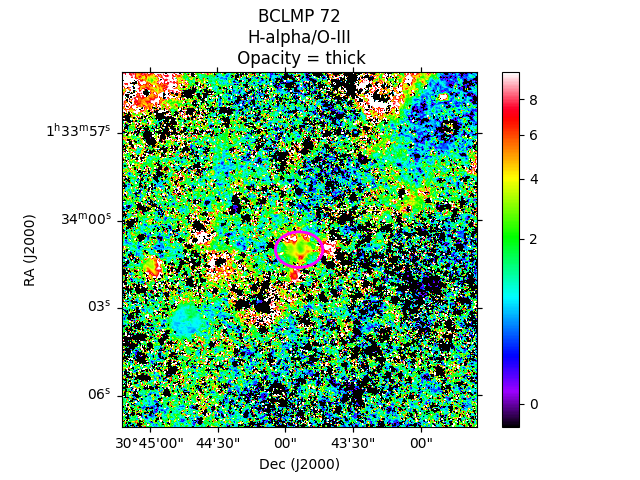 BCLMP 72
H-alpha/O-III
Opacity = thick
RA (J2000)
1ʰ33ᵐ57ˢ
34ᵐ00ˢ
03ˢ
06ˢ
30°45'00" 44'30" 00" 43'30" 00"
Dec (J2000)
8
6
4
2
0